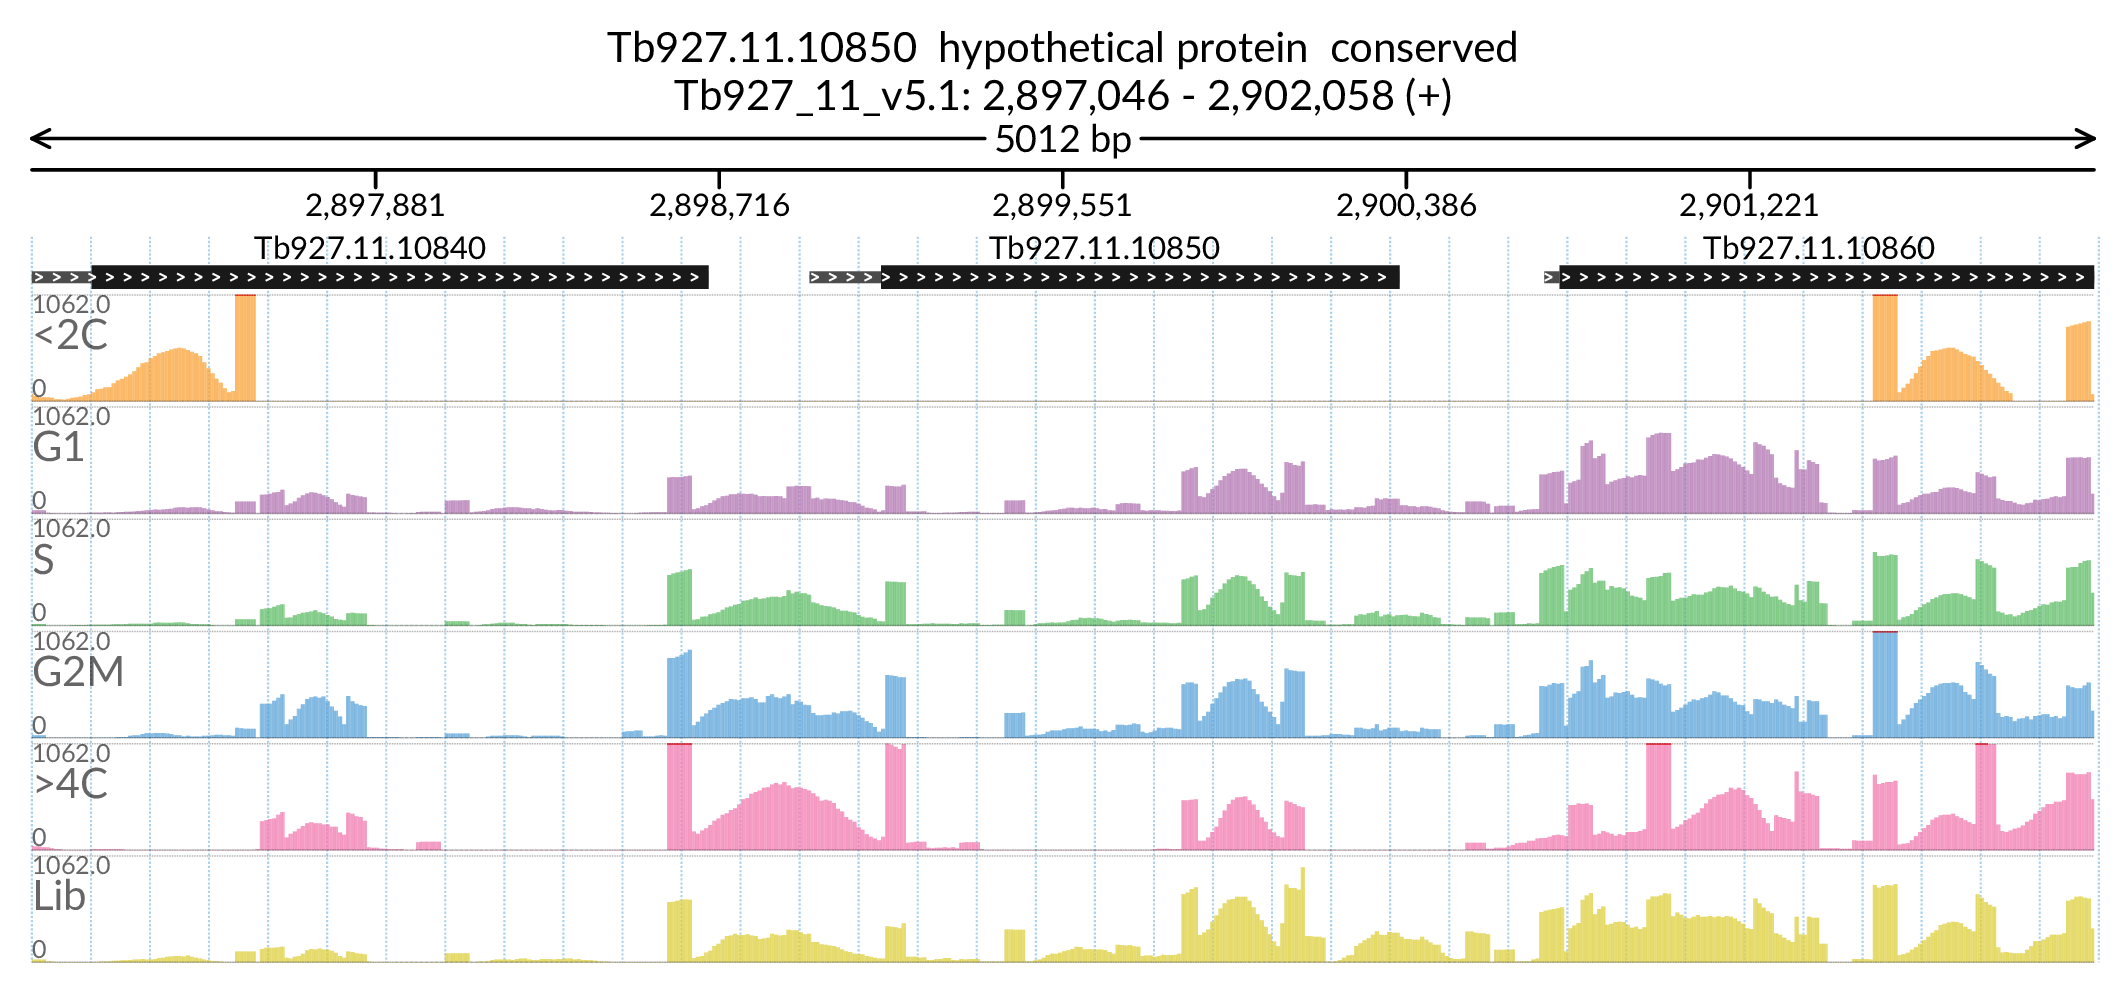 Tb927.11.10850 hypothetical protein conserved
Tb927_11_v5.1: 2,897,046 - 2,902,058 (+)
5012 bp
2,897,881 2,898,716 2,899,551 2,900,386 2,901,221
Tb927.11.10840 Tb927.11.10850 Tb927.11.10860
1062.0
<2C
0
1062.0
G1
0
1062.0
S
0
1062.0
G2M
0
1062.0
>4C
0
1062.0
Lib
0